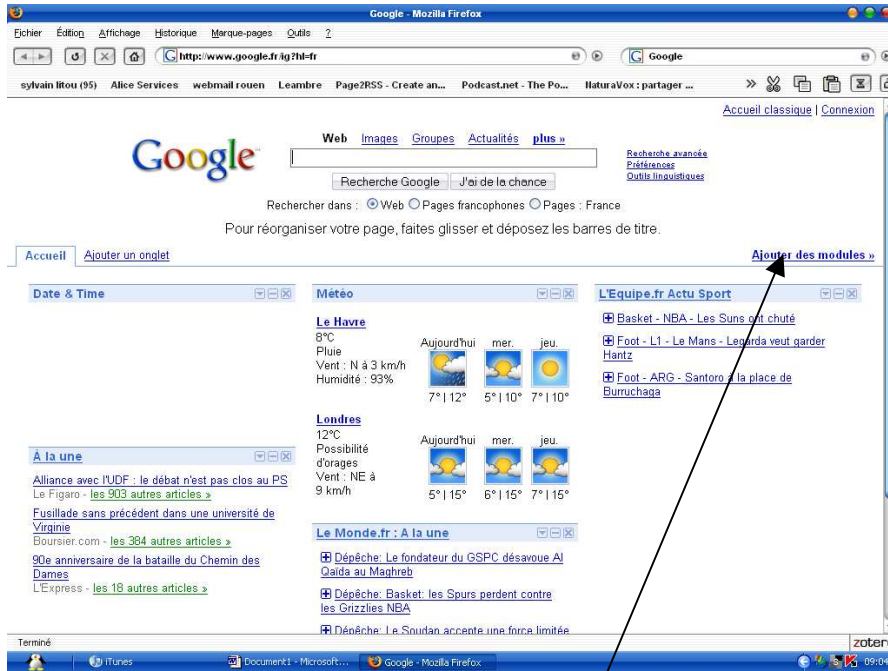 Google - Mozilla Firefox
Fichier Édition Affichage Historique Marque-pages Outils ?
http://www.google.fr/ig?hl=fr
Google
sylvain litou (95) Alice Services webmail rouen Leambre Page2RSS - Create an... Podcast.net - The Po... NaturaVox : partager ... »
Accueil classique | Connexion
Google
Web Images Groupes Actualités plus »
Recherche avancée
Préférences
Outils linguistiques
Recherche Google J'ai de la chance
Rechercher dans : Web Pages francophones Pages : France
Pour réorganiser votre page, faites glisser et déposez les barres de titre.
Accueil Ajouter un onglet
Ajouter des modules »
Date & Time
À la une
Alliance avec l'UDF : le débat n'est pas clos au PS
Le Figaro - les 903 autres articles »
Fusillade sans précédent dans une université de
Virginie
Boursier.com - les 384 autres articles »
90e anniversaire de la bataille du Chemin des
Dames
L'Express - les 18 autres articles »
Météo
Le Havre
8°C
Pluie
Vent : N à 3 km/h
Humidité : 93%
Aujourd'hui mer. jeu.
7° | 12° 5° | 10° 7° | 10°
Londres
12°C
Possibilité
d'orages
Vent : NE à
9 km/h
Aujourd'hui mer. jeu.
5° | 15° 6° | 15° 7° | 15°
Le Monde.fr : A la une
Dépêche: Le fondateur du GSPC désavoue Al
Qaïda au Maghreb
Dépêche: Basket: les Spurs perdent contre
les Grizzlies NBA
Dépêche: Le Soudan accepte une force limitée
L'Equipe.fr Actu Sport
Basket - NBA - Les Suns ont chuté
Foot - L1 - Le Mans - Legarda veut garder
Hantz
Foot - ARG - Santoro à la place de
Burruchaga
Terminé
zoter
iTunes Document1 - Microsoft... Google - Mozilla Firefox 09:04